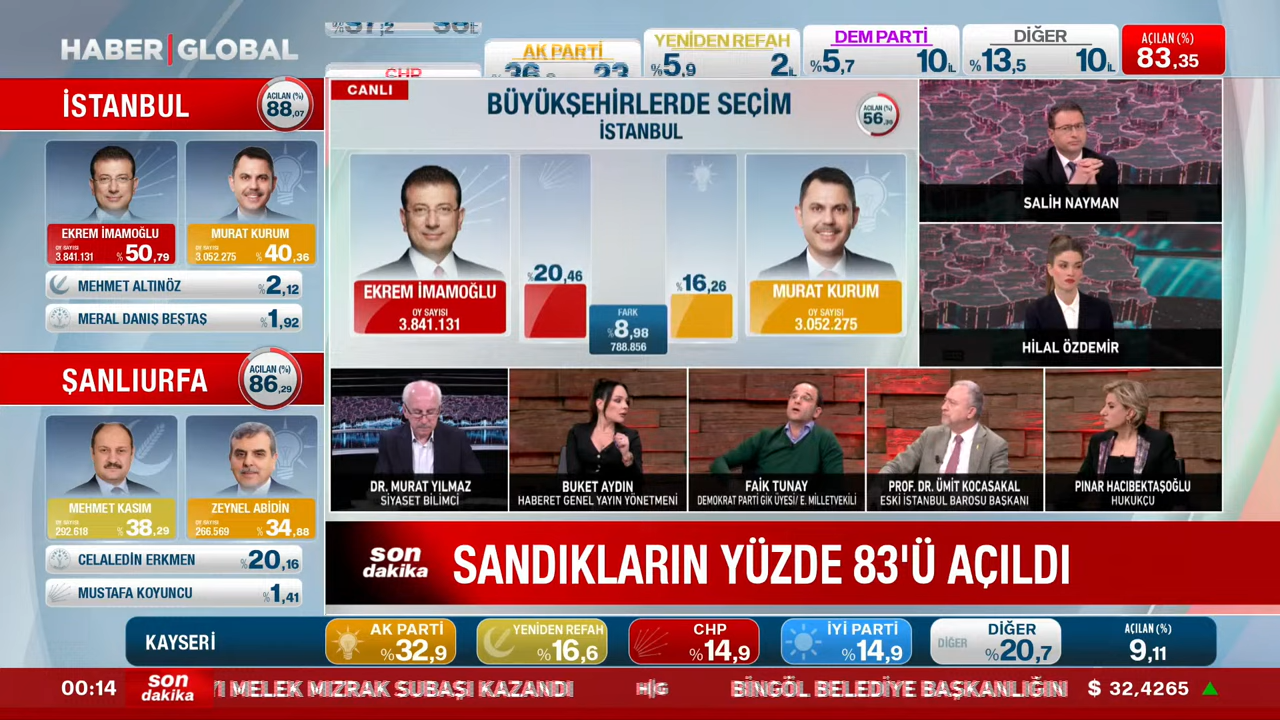 HABER GLOBAL
AK PARTİ
YENİDEN REFAH
%5,9 2İL
DEM PARTİ
%5,7 10İL
DİĞER
%13,5 10İL
AÇILAN (%)
83,35
İSTANBUL
AÇILAN (%)
88,07
EKREM İMAMOĞLU
OY SAYISI
3.841.131 %50,79
MURAT KURUM
OY SAYISI
3.052.275 %40,36
MEHMET ALTINÖZ %2,12
MERAL DANIŞ BEŞTAŞ %1,92
ŞANLIURFA
AÇILAN (%)
86,29
MEHMET KASIM
OY SAYISI
292.618 %38,29
ZEYNEL ABİDİN
OY SAYISI
266.569 %34,88
CELALEDİN ERKMEN %20,16
MUSTAFA KOYUNCU %1,41
CANLI
BÜYÜKŞEHİRLERDE SEÇİM
İSTANBUL
AÇILAN (%)
EKREM İMAMOĞLU
OY SAYISI
3.841.131
%20,46
FARK
%8,98
788.856
%16,26
MURAT KURUM
OY SAYISI
3.052.275
SALİH NAYMAN
HİLAL ÖZDEMİR
DR. MURAT YILMAZ
SİYASET BİLİMCİ
BUKET AYDIN
HABERET GENEL YAYIN YÖNETMENİ
FAİK TUNAY
DEMOKRAT PARTİ GİK ÜYESİ/ E. MİLLETVEKİLİ
PROF. DR. ÜMİT KOCASAKAL
ESKİ İSTANBUL BAROSU BAŞKANI
PINAR HACIBEKTAŞOĞLU
HUKUKÇU
son dakika
SANDIKLARIN YÜZDE 83'Ü AÇILDI
KAYSERİ
AK PARTİ
%32,9
YENİDEN REFAH
%16,6
CHP
%14,9
İYİ PARTİ
%14,9
DİĞER
DİĞER
%20,7
AÇILAN (%)
9,11
00:14
son dakika
MELEK MIZRAK SUBAŞI KAZANDI
H|G
BİNGÖL BELEDİYE BAŞKANLIĞIN
$ 32,4265